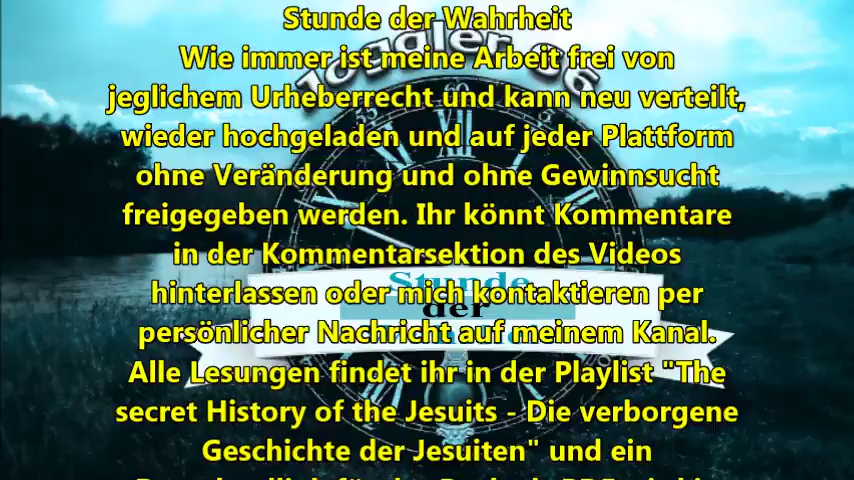 Stunde der Wahrheit
Wie immer ist meine Arbeit frei von
jeglichem Urheberrecht und kann neu verteilt,
wieder hochgeladen und auf jeder Plattform
ohne Veränderung und ohne Gewinnsucht
freigegeben werden. Ihr könnt Kommentare
in der Kommentarsektion des Videos
hinterlassen oder mich kontaktieren per
persönlicher Nachricht auf meinem Kanal.
Alle Lesungen findet ihr in der Playlist "The
secret History of the Jesuits - Die verborgene
Geschichte der Jesuiten" und ein
Stunde
der